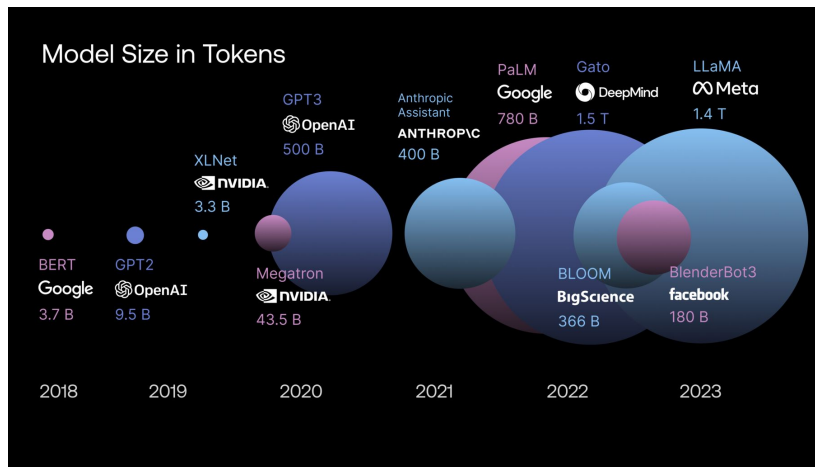 Model Size in Tokens
BERT
Google
3.7 B
GPT2
OpenAI
9.5 B
XLNet
NVIDIA.
3.3 B
Megatron
NVIDIA.
43.5 B
GPT3
OpenAI
500 B
Anthropic
Assistant
ANTHROP\C
400 B
PaLM
Google
780 B
Gato
DeepMind
1.5 T
BLOOM
BigScience
366 B
BlenderBot3
facebook
180 B
LLaMA
Meta
1.4 T
2018
2019
2020
2021
2022
2023